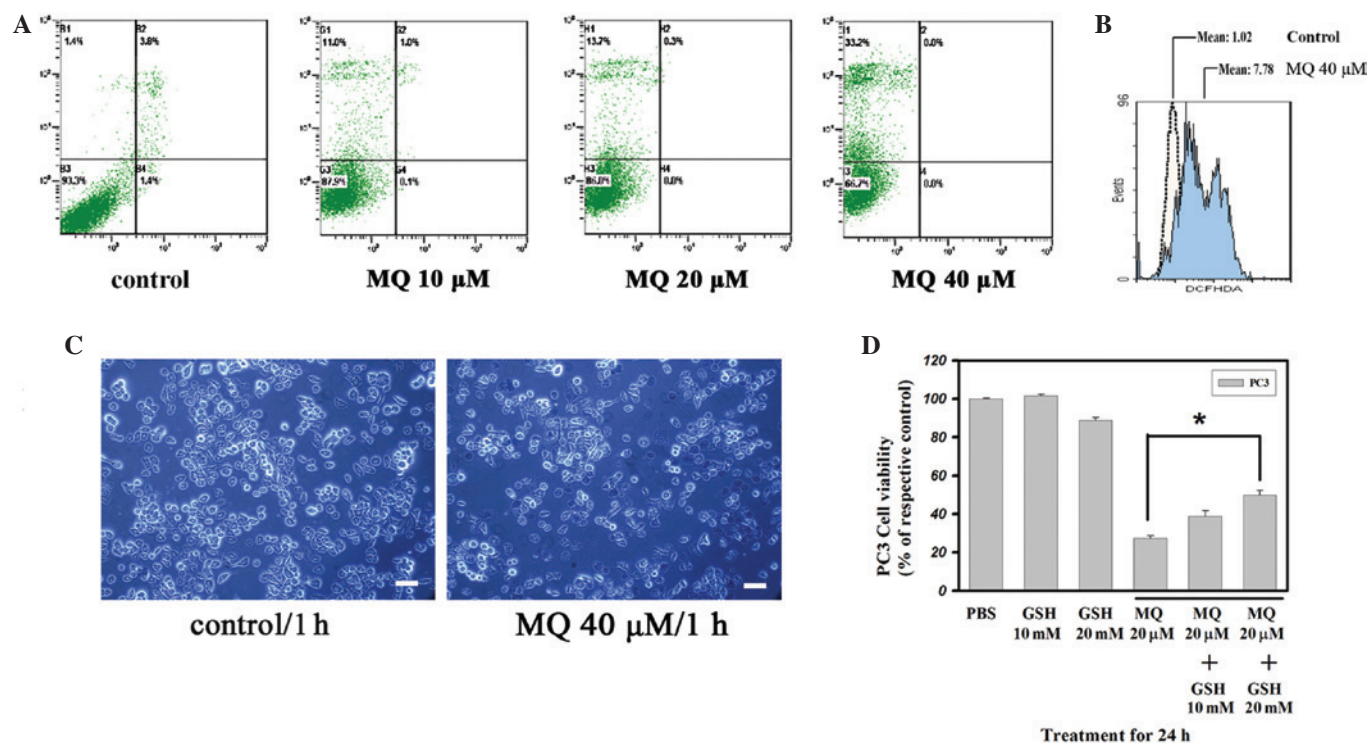 A
B1
1.4%
B2
3.8%
B3
93.3%
B4
1.4%
control
G1
11.0%
G2
1.0%
G3
87.9%
G4
0.1%
MQ 10 µM
H1
13.7%
H2
0.3%
H3
86.0%
H4
0.0%
MQ 20 µM
33.2%
0.0%
66.7%
0.0%
MQ 40 µM
B
Mean: 1.02 Control
Mean: 7.78 MQ 40 µM
96
Events
0
DCFHDA
C
control/1 h
MQ 40 µM/1 h
D
PC3 Cell viability
(% of respective control)
120
100
80
60
40
20
0
PC3
*
PBS
GSH
10 mM
GSH
20 mM
MQ
20 µM
MQ
20 µM
+
GSH
10 mM
MQ
20 µM
+
GSH
20 mM
Treatment for 24 h